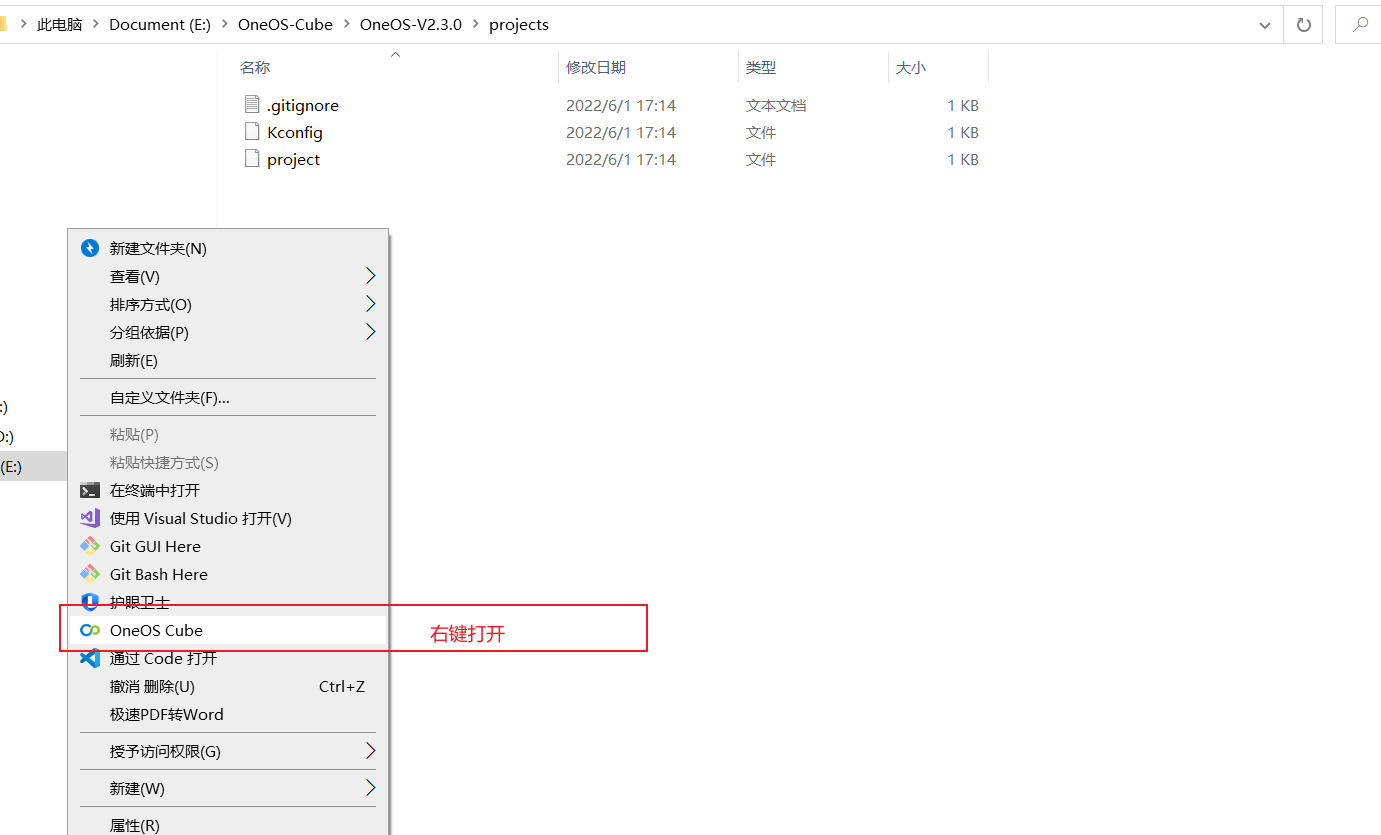 此电脑 > Document (E:) > OneOS-Cube > OneOS-V2.3.0 > projects
名称 修改日期 类型 大小
.gitignore 2022/6/1 17:14 文本文档 1 KB
Kconfig 2022/6/1 17:14 文件 1 KB
project 2022/6/1 17:14 文件 1 KB
新建文件夹(N)
查看(V)
排序方式(O)
分组依据(P)
刷新(E)
自定义文件夹(F)...
:)
粘贴(P)
D:)
粘贴快捷方式(S)
(E:)
在终端中打开
使用 Visual Studio 打开(V)
Git GUI Here
Git Bash Here
护眼卫士
OneOS Cube 右键打开
通过 Code 打开
撤消 删除(U) Ctrl+Z
极速PDF转Word
授予访问权限(G)
新建(W)
属性(R)